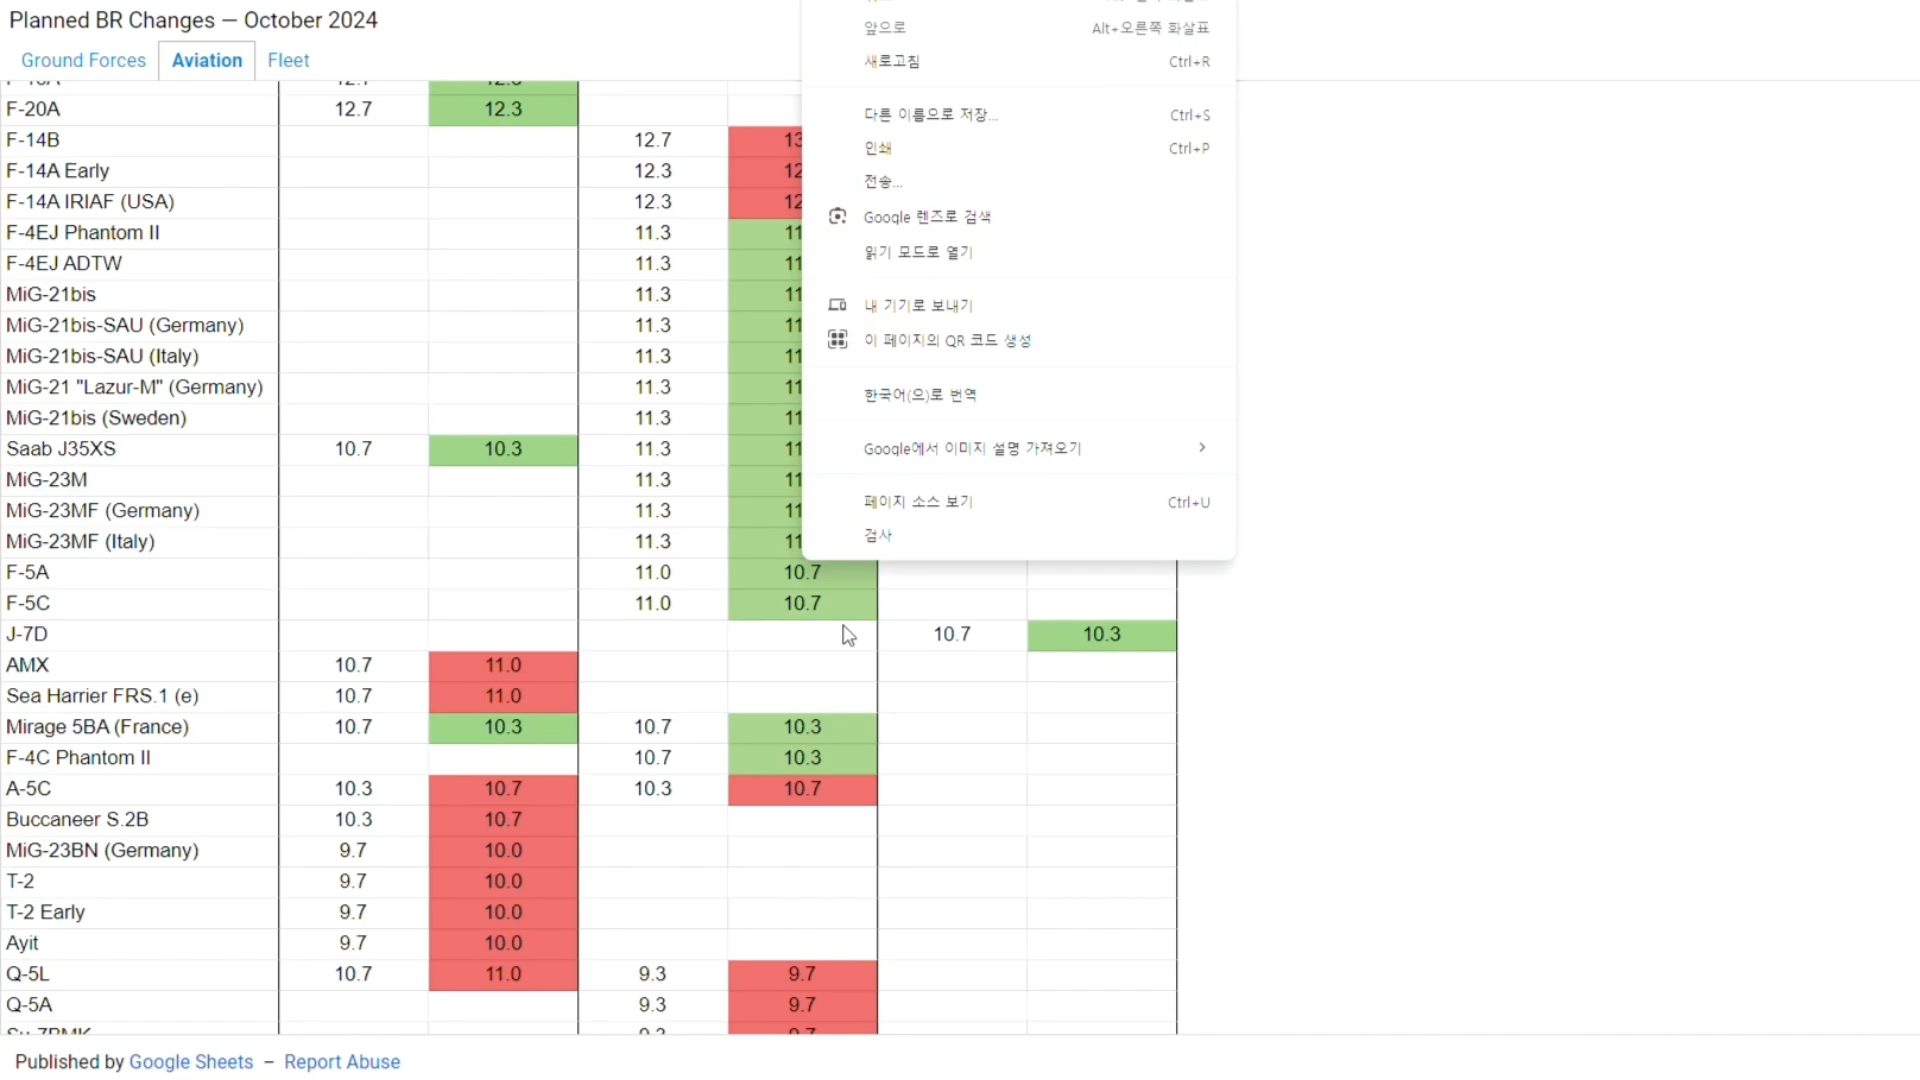 Planned BR Changes — October 2024
Ground Forces Aviation Fleet
앞으로 Alt+오른쪽 화살표
새로고침 Ctrl+R
다른 이름으로 저장... Ctrl+S
인쇄 Ctrl+P
전송...
Google 렌즈로 검색
읽기 모드로 열기
내 기기로 보내기
이 페이지의 QR 코드 생성
한국어(으)로 번역
Google에서 이미지 설명 가져오기
페이지 소스 보기 Ctrl+U
검사
F-20A 12.7 12.3
F-14B 12.7 13
F-14A Early 12.3 12
F-14A IRIAF (USA) 12.3 12
F-4EJ Phantom II 11.3 11
F-4EJ ADTW 11.3 11
MiG-21bis 11.3 11
MiG-21bis-SAU (Germany) 11.3 11
MiG-21bis-SAU (Italy) 11.3 11
MiG-21 "Lazur-M" (Germany) 11.3 11
MiG-21bis (Sweden) 11.3 11
Saab J35XS 10.7 10.3 11.3 11
MiG-23M 11.3 11
MiG-23MF (Germany) 11.3 11
MiG-23MF (Italy) 11.3 11
F-5A 11.0 10.7
F-5C 11.0 10.7
J-7D 10.7 10.3
AMX 10.7 11.0
Sea Harrier FRS.1 (e) 10.7 11.0
Mirage 5BA (France) 10.7 10.3 10.7 10.3
F-4C Phantom II 10.7 10.3
A-5C 10.3 10.7 10.3 10.7
Buccaneer S.2B 10.3 10.7
MiG-23BN (Germany) 9.7 10.0
T-2 9.7 10.0
T-2 Early 9.7 10.0
Ayit 9.7 10.0
Q-5L 10.7 11.0 9.3 9.7
Q-5A 9.3 9.7
Published by Google Sheets – Report Abuse